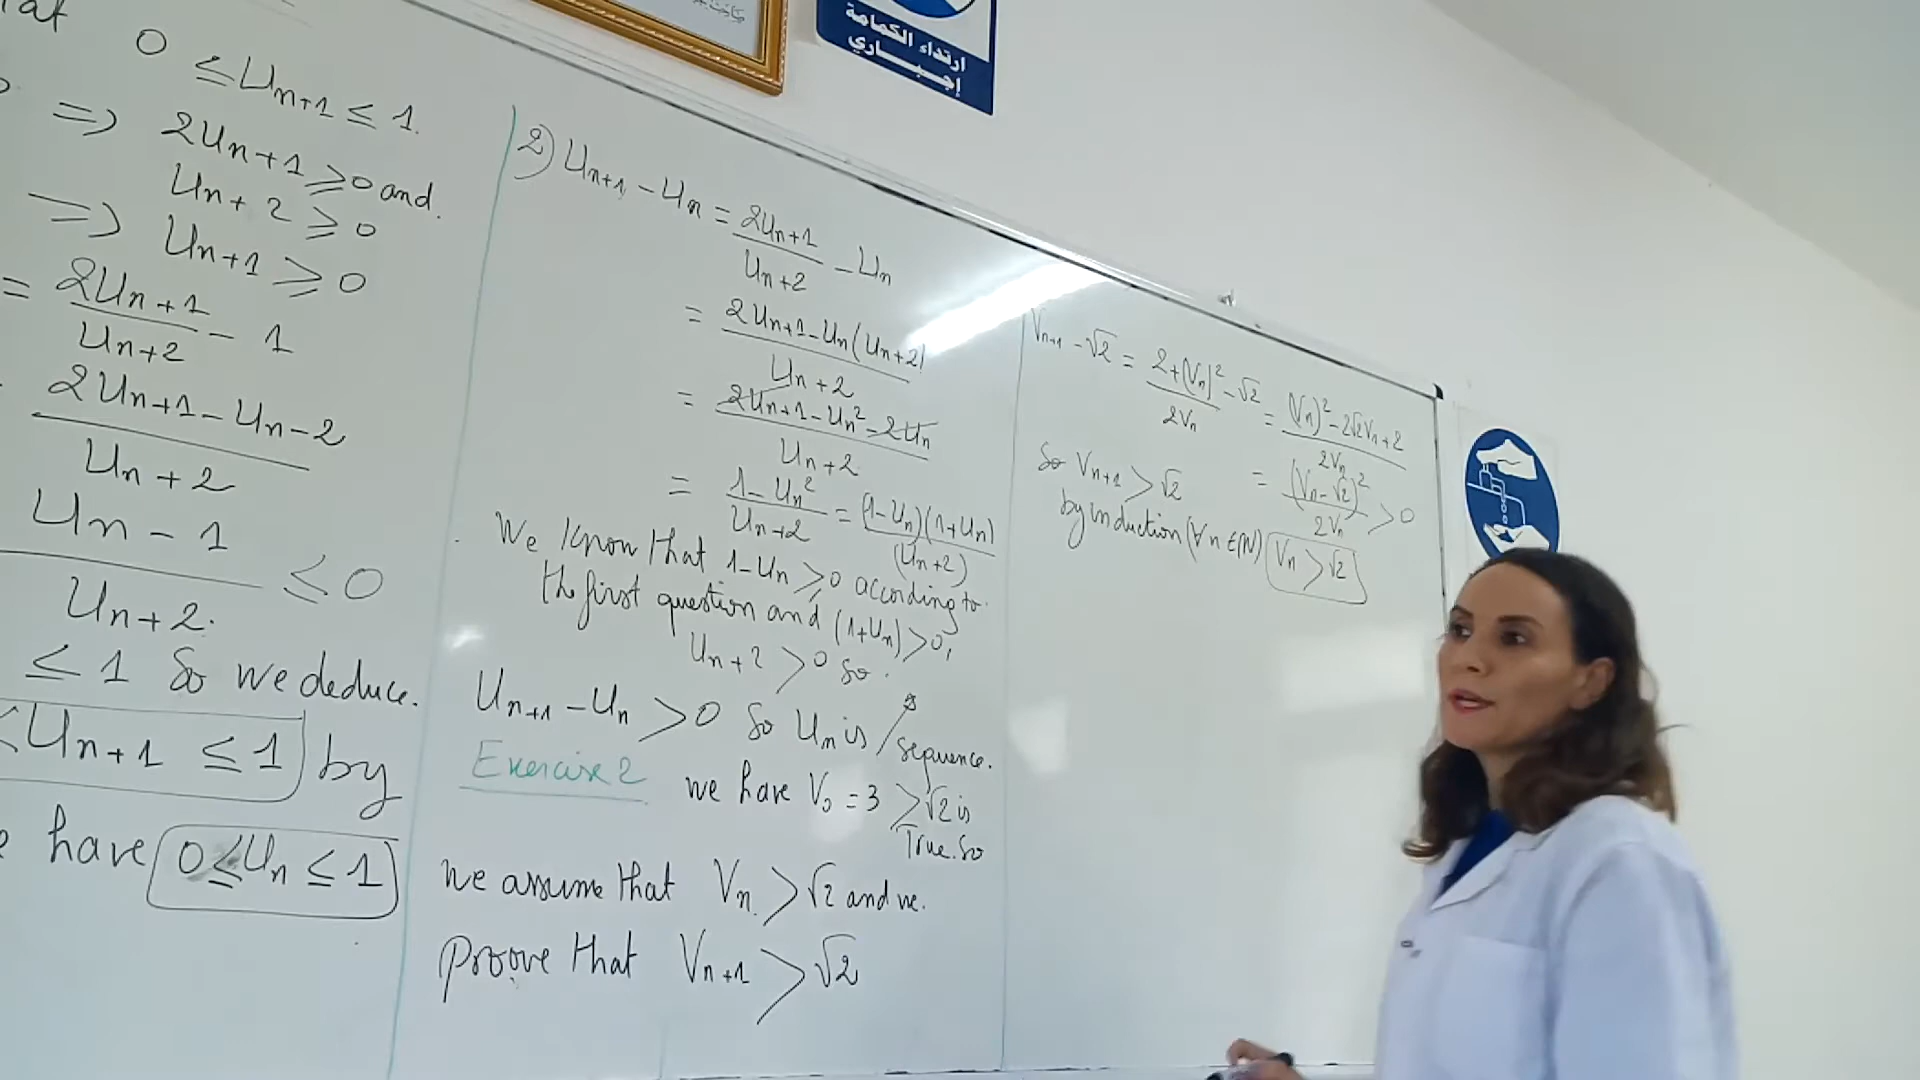 0 ≤ Un+1 ≤ 1.
⇒ 2Un+1 ⩾ 0 and.
Un + 2 ⩾ 0
⇒ Un+1 ⩾ 0
= (2Un+1)/(Un+2) - 1
(2Un+1-Un-2)/(Un+2)
(Un - 1)/(Un+2.) ≤ 0
≤ 1 So we deduce.
Un+1 ≤ 1 by
have 0≤Un ≤ 1
2) Un+1 - Un = (2Un+1)/(Un+2) - Un
= (2Un+1-Un(Un+2))/(Un+2)
= (2Un+1-Un²-2Un)/(Un+2)
= (1-Un²)/(Un+2) = ((1-Un)(1+Un))/((Un+2))
We Know that 1-Un ⩾ 0 according to.
the first question and (1+Un) > 0,
Un+2 > 0 so.
Un+1 - Un > 0 So Un is ↗
sequence.
Exercise 2 we have V0 = 3 > √2 is
True. So
we assume that Vn > √2 and we.
proove that Vn+1 > √2
Vn+1 - √2 = (2+(Vn)²)/(2Vn) - √2 = ((Vn)²-2√2Vn+2)/(2Vn)
= (Vn-√2)²/(2Vn) > 0
So Vn+1 > √2
by induction (∀n∈ℕ) Vn > √2
ارتداء الكمامة
إجبــــاري